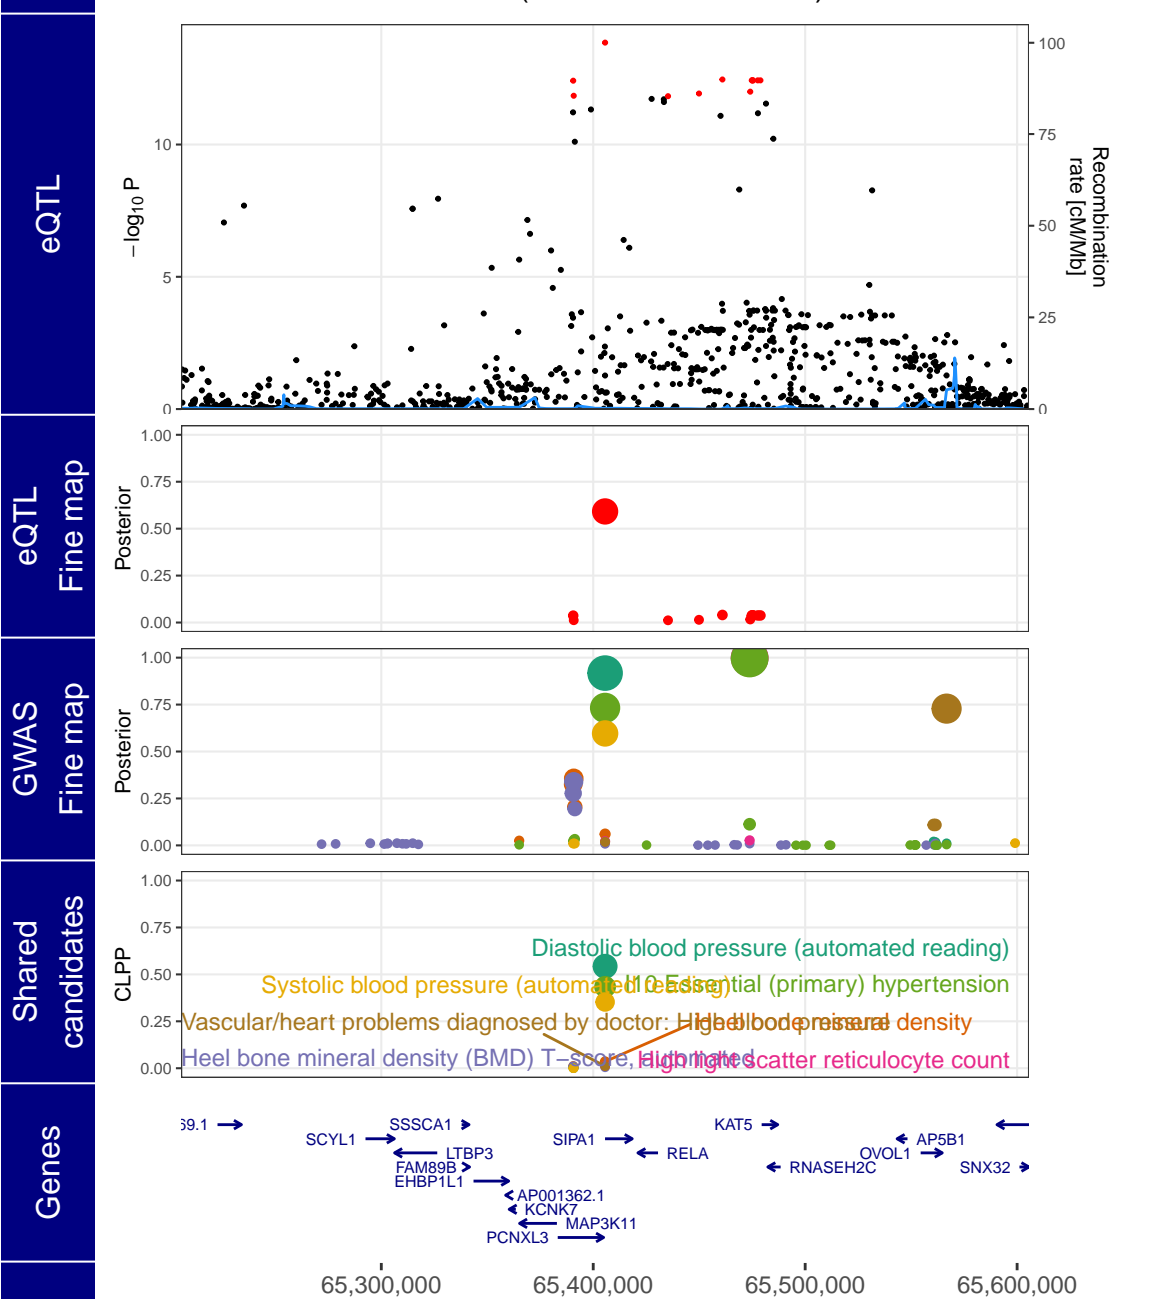 eQTL
−log10 P
10
5
0
100
75
50
25
0
Recombination
rate [cM/Mb]
eQTL
Fine map
Posterior
1.00
0.75
0.50
0.25
0.00
GWAS
Fine map
Posterior
1.00
0.75
0.50
0.25
0.00
Shared
candidates
CLPP
1.00
0.75
0.50
0.25
0.00
Diastolic blood pressure (automated reading)
Systolic blood pressure (automated reading)
I10 Essential (primary) hypertension
Vascular/heart problems diagnosed by doctor: High blood pressure
Heel bone mineral density
Heel bone mineral density (BMD) T−score, automated
High light scatter reticulocyte count
Genes
69.1
SSSCA1
KAT5
SCYL1
SIPA1
AP5B1
LTBP3
RELA
OVOL1
FAM89B
RNASEH2C
SNX32
EHBP1L1
AP001362.1
KCNK7
MAP3K11
PCNXL3
65,300,000
65,400,000
65,500,000
65,600,000